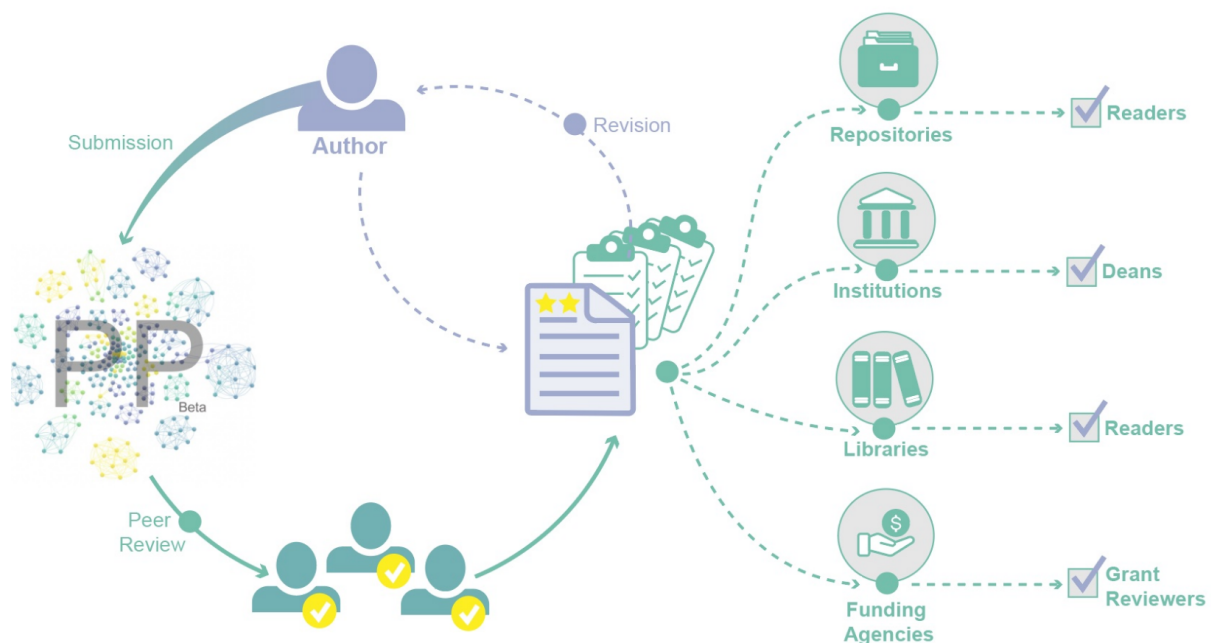 Submission
Author
Revision
PP
Beta
Peer
Review
Repositories
Readers
Institutions
Deans
Libraries
Readers
$
Funding
Agencies
Grant
Reviewers